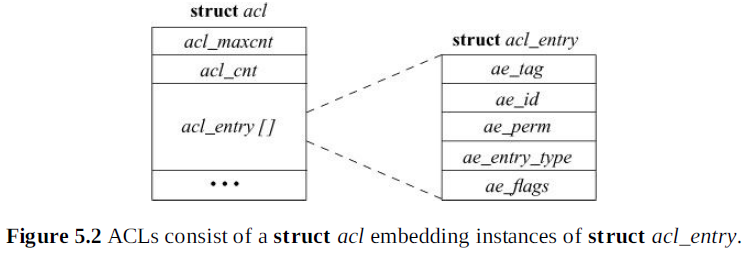 struct acl
acl_maxcnt
acl_cnt
acl_entry []
•••
struct acl_entry
ae_tag
ae_id
ae_perm
ae_entry_type
ae_flags
Figure 5.2 ACLs consist of a struct acl embedding instances of struct acl_entry.